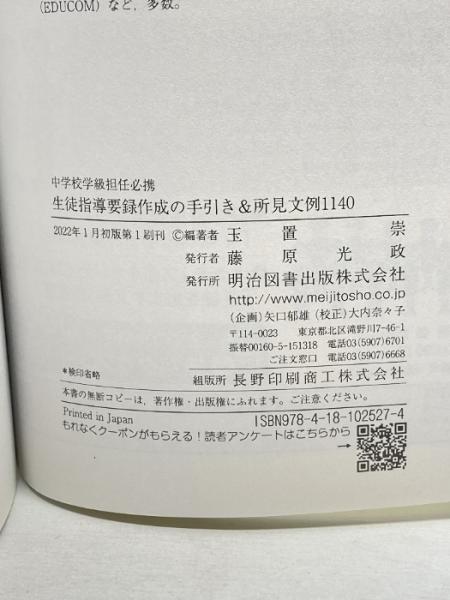 (EDUCOM) など、多数。
中学校学級担任必携
生徒指導要録作成の手引き＆所見文例1140
2022年1月初版第1刷刊 ©編著者 玉置崇
発行者 藤原光政
発行所 明治図書出版株式会社
http://www.meijitosho.co.jp
(企画)矢口郁雄 (校正)大内奈々子
〒114-0023 東京都北区滝野川7-46-1
振替00160-5-151318 電話03(5907)6701
ご注文窓口 電話03(5907)6668
＊検印省略 組版所 長野印刷商工株式会社
本書の無断コピーは、著作権・出版権にふれます。ご注意ください。
Printed in Japan ISBN978-4-18-102527-4
もれなくクーポンがもらえる！読者アンケートはこちらから
→